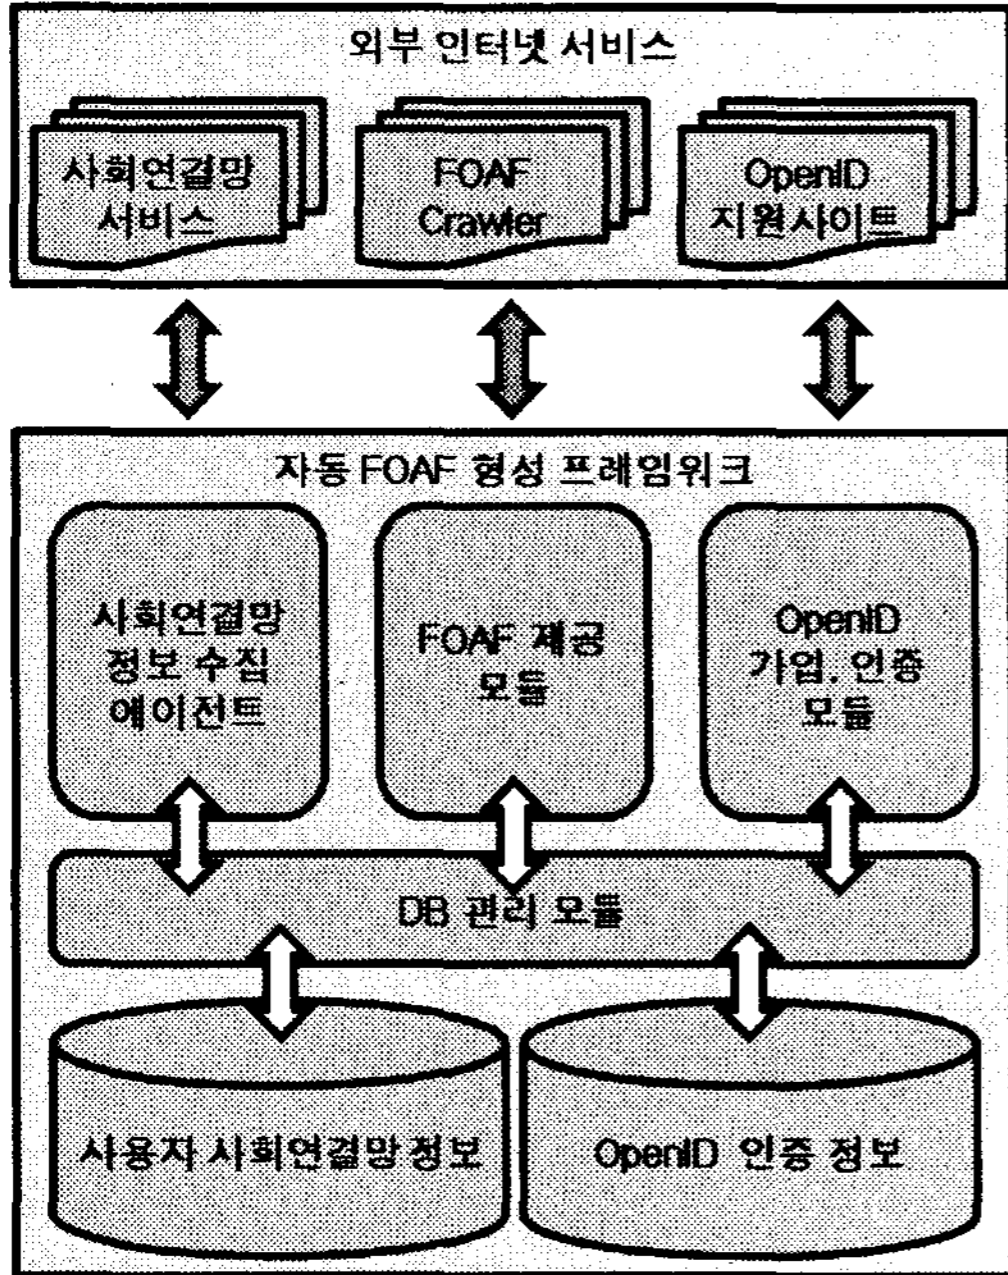 외부 인터넷 서비스
사회연결망
서비스
FOAF
Crawler
OpenID
지원사이트
자동 FOAF 형성 프레임워크
사회연결망
정보 수집
에이전트
FOAF 제공
모듈
OpenID
가입, 인증
모듈
DB 관리 모듈
사용자 사회연결망 정보
OpenID 인증 정보